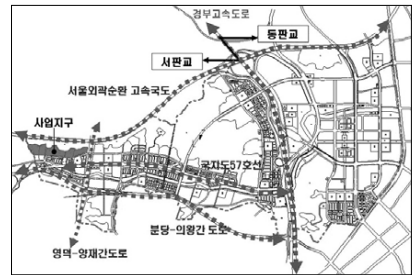 경부고속도로
동판교
서판교
서울외곽순환 고속국도
사업지구
국지도57호선
분당-의왕간 도로
영덕-양재간도로